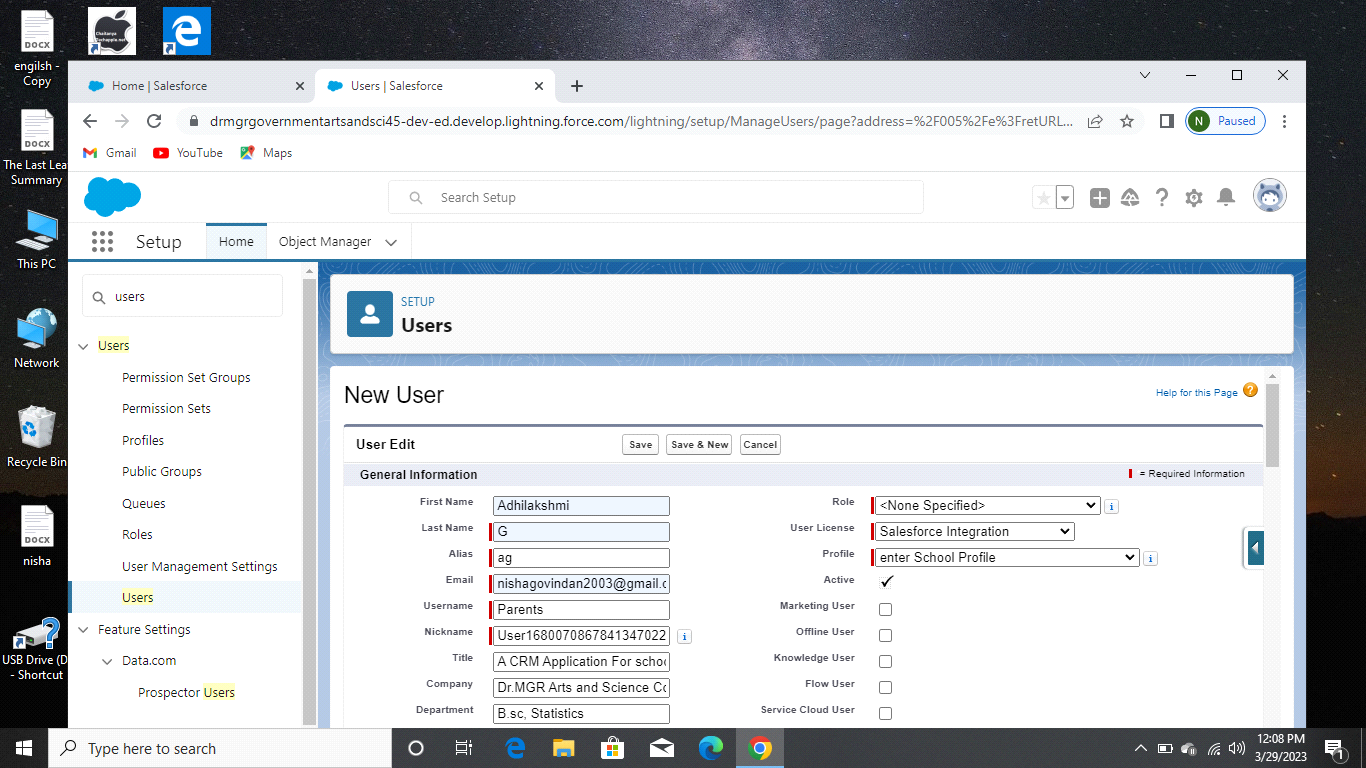 engilsh -
Copy
The Last Lea
Summary
This PC
Network
Recycle Bin
nisha
USB Drive (D
- Shortcut
DOCX
DOCX
DOCX
Home | Salesforce
Users | Salesforce
drmgrgovernmentartsandsci45-dev-ed.develop.lightning.force.com/lightning/setup/ManageUsers/page?address=%2F005%2Fe%3FretURL...
N Paused
Gmail YouTube Maps
Search Setup
Setup Home Object Manager
users
Users
Permission Set Groups
Permission Sets
Profiles
Public Groups
Queues
Roles
User Management Settings
Users
Feature Settings
Data.com
Prospector Users
SETUP
Users
New User
Help for this Page ?
User Edit Save Save & New Cancel
General Information = Required Information
First Name Adhilakshmi Role <None Specified> i
Last Name G User License Salesforce Integration
Alias ag Profile enter School Profile i
Email nishagovindan2003@gmail.c Active
Username Parents Marketing User
Nickname User1680070867841347022 i Offline User
Title A CRM Application For schoo Knowledge User
Company Dr.MGR Arts and Science Co Flow User
Department B.sc, Statistics Service Cloud User
Type here to search
12:08 PM
3/29/2023
1